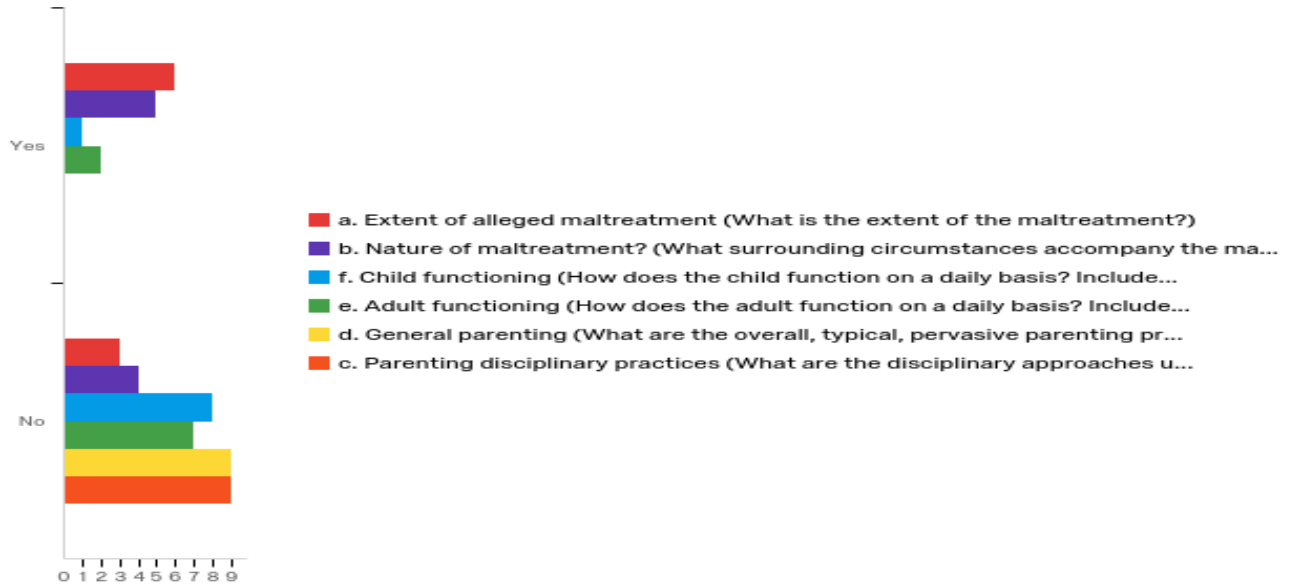 Yes
No
0 1 2 3 4 5 6 7 8 9
a. Extent of alleged maltreatment (What is the extent of the maltreatment?)
b. Nature of maltreatment? (What surrounding circumstances accompany the ma...
f. Child functioning (How does the child function on a daily basis? Include...
e. Adult functioning (How does the adult function on a daily basis? Include...
d. General parenting (What are the overall, typical, pervasive parenting pr...
c. Parenting disciplinary practices (What are the disciplinary approaches u...